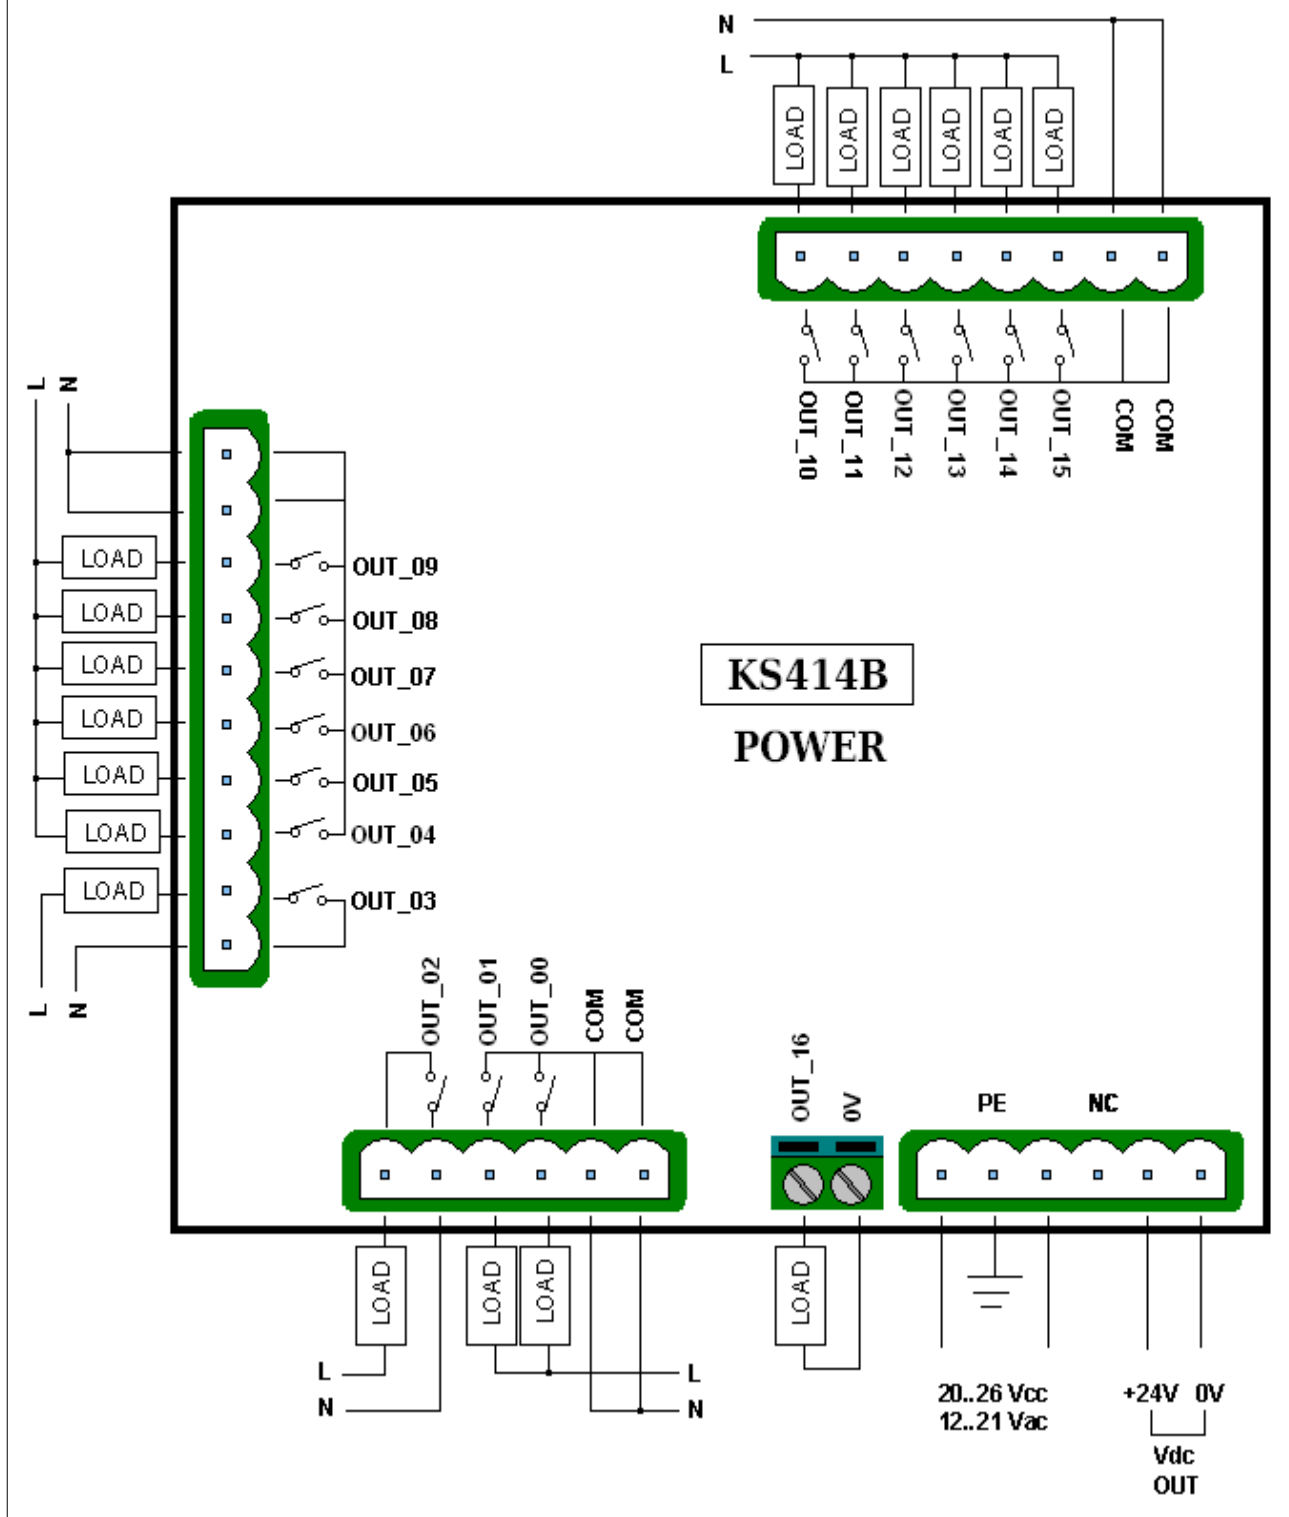 N
L
LOAD
LOAD
LOAD
LOAD
LOAD
LOAD
OUT_10
OUT_11
OUT_12
OUT_13
OUT_14
OUT_15
COM
COM
L
N
LOAD
OUT_09
LOAD
OUT_08
LOAD
OUT_07
LOAD
OUT_06
LOAD
OUT_05
LOAD
OUT_04
LOAD
OUT_03
L
N
KS414B
POWER
OUT_02
OUT_01
OUT_00
COM
COM
OUT_16
0V
PE
NC
LOAD
LOAD
LOAD
LOAD
L
N
L
N
20..26 Vcc
12..21 Vac
+24V 0V
Vdc
OUT